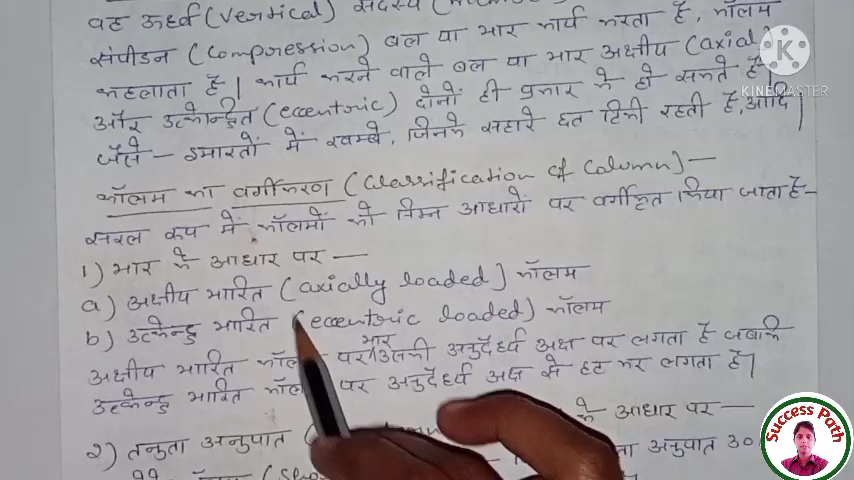 वह ऊर्ध्व (Vertical) सदस्य
संपीडन (Compression) बल या भार कार्य करता है, कॉलम
कहलाता है। कार्य करने वाले बल या भार अक्षीय (axial)
और उत्केन्द्रित (eccentric) दोनों ही प्रकार के हो सकते है।
जैसे — इमारतों में खम्बे, जिनके सहारे छत टिकी रहती है, आदि।
कॉलम का वर्गीकरण (Classification of Column) —
सरल रूप में कॉलमों को निम्न आधारों पर वर्गीकृत किया जाता है—
1) भार के आधार पर —
a) अक्षीय भारित (axially loaded) कॉलम
b) उत्केन्द्र भारित (eccentric loaded) कॉलम
अक्षीय भारित पर भार उसकी अनुदैर्ध्य अक्ष पर लगता है जबकि
उत्केन्द्र भारित पर अनुदैर्ध्य अक्ष से हट कर लगता है।
2) तनुता अनुपात के आधार पर —
अनुपात 30
KINEMASTER
Success Path